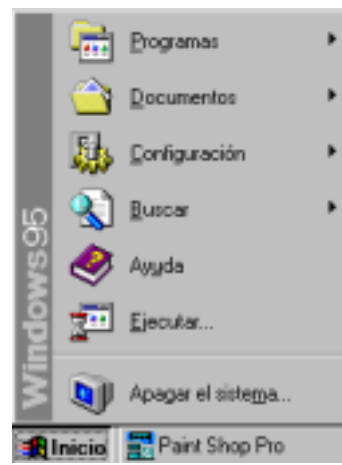 Programas
Documentos
Configuración
Buscar
Ayuda
Ejecutar...
Apagar el sistema...
Windows95
Inicio
Paint Shop Pro